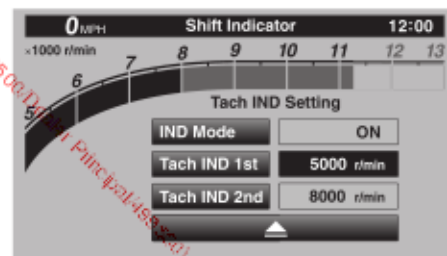 0 MPH Shift Indicator 12:00
×1000 r/min
5 6 7 8 9 10 11 12 13
Tach IND Setting
IND Mode ON
Tach IND 1st 5000 r/min
Tach IND 2nd 8000 r/min